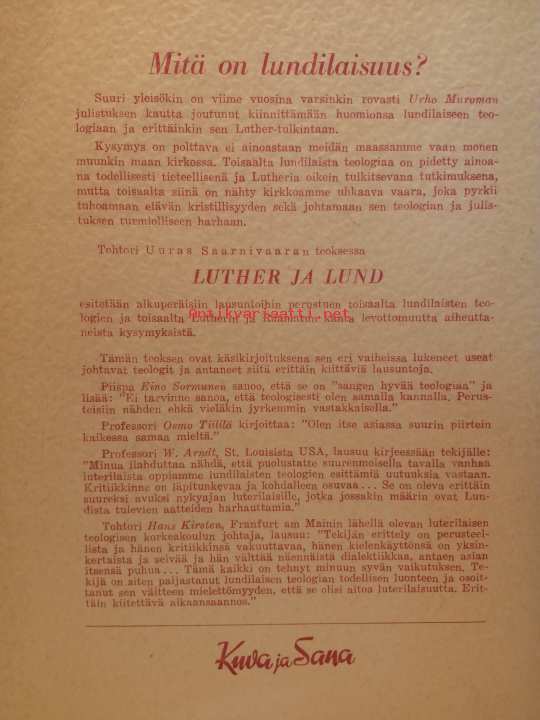 Mitä on lundilaisuus?
Suuri yleisökin on viime vuosina varsinkin rovasti Urho Muroman
julistuksen kautta joutunut kiinnittämään huomionsa lundilaiseen teo-
logiaan ja erittäinkin sen Luther-tulkintaan.
Kysymys on polttava ei ainoastaan meidän maassamme vaan monen
muunkin maan kirkossa. Toisaalta lundilaista teologiaa on pidetty ainoa-
na todellisesti tieteellisenä ja Lutheria oikein tulkitsevana tutkimuksena,
mutta toisaalta siinä on nähty kirkkoamme uhkaava vaara, joka pyrkii
tuhoamaan elävän kristillisyyden sekä johtamaan sen teologian ja julis-
tuksen turmiolliseen harhaan.
Tohtori Uuras Saarnivaaran teoksessa
LUTHER JA LUND
esitetään alkuperäisiin lausuntoihin perustuen toisaalta lundilaisten teo-
logien ja toisaalta Lutherin ja Raamatun kanta levottomuutta aiheutta-
neista kysymyksistä.
antikvariaatti.net
Tämän teoksen ovat käsikirjoituksena sen eri vaiheissa lukeneet useat
johtavat teologit ja antaneet siitä erittäin kiittäviä lausuntoja.
Piispa Eino Sormunen sanoo, että se on "sangen hyvää teologiaa" ja
lisää: "Ei tarvinne sanoa, että teologisesti olen samalla kannalla. Perus-
teisiin nähden ehkä vieläkin jyrkemmin vastakkaisella."
Professori Osmo Tiililä kirjoittaa: "Olen itse asiassa suurin piirtein
kaikessa samaa mieltä."
Professori W. Arndt, St. Louisista USA, lausuu kirjeessään tekijälle:
"Minua ilahduttaa nähdä, että puolustatte suurenmoisella tavalla vanhaa
luterilaista oppiamme lundilaisten teologien esittämiä uutuuksia vastaan.
Kritiikkinne on läpitunkevaa ja kohdalleen osuvaa... Se on oleva erittäin
suureksi avuksi nykyajan luterilaisille, jotka jossakin määrin ovat Lun-
dista tulevien aatteiden harhauttamia."
Tohtori Hans Kirsten, Franfurt am Mainin lähellä olevan luterilaisen
teologisen korkeakoulun johtaja, lausuu: "Tekijän erittely on perusteel-
lista ja hänen kritiikkinsä vakuuttavaa, hänen kielenkäyttönsä on yksin-
kertaista ja selvää ja hän välttää näennäistä dialektiikkaa, antaen asian
itsensä puhua... Tämä kaikki on tehnyt minuun syvän vaikutuksen. Te-
kijä on siten paljastanut lundilaisen teologian todellisen luonteen ja osoit-
tanut sen väitteen mielettömyyden, että se olisi aitoa luterilaisuutta. Erit-
täin kiitettävä aikaansaannos."
Kuva ja Sana